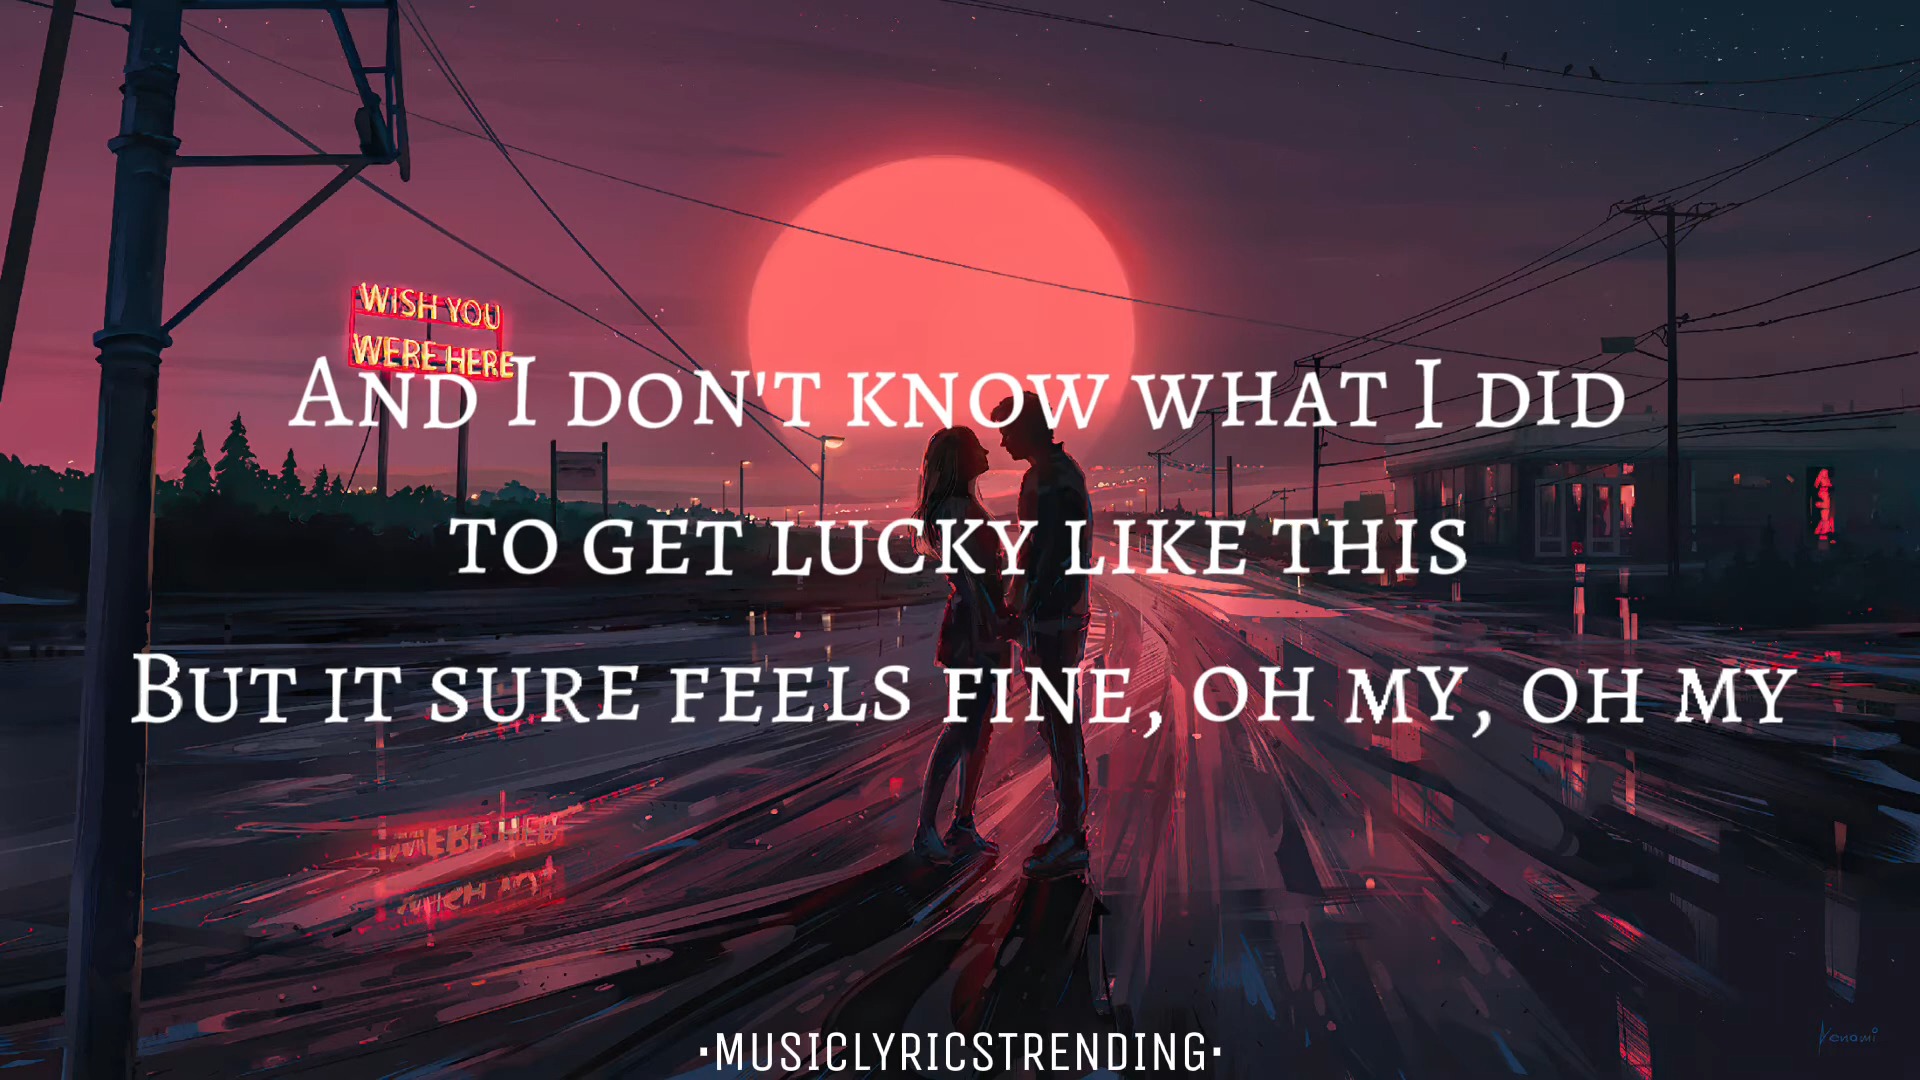 WISH YOU
WERE HERE
AND I DON'T KNOW WHAT I DID
TO GET LUCKY LIKE THIS
BUT IT SURE FEELS FINE, OH MY, OH MY
•MUSICLYRICSTRENDING•